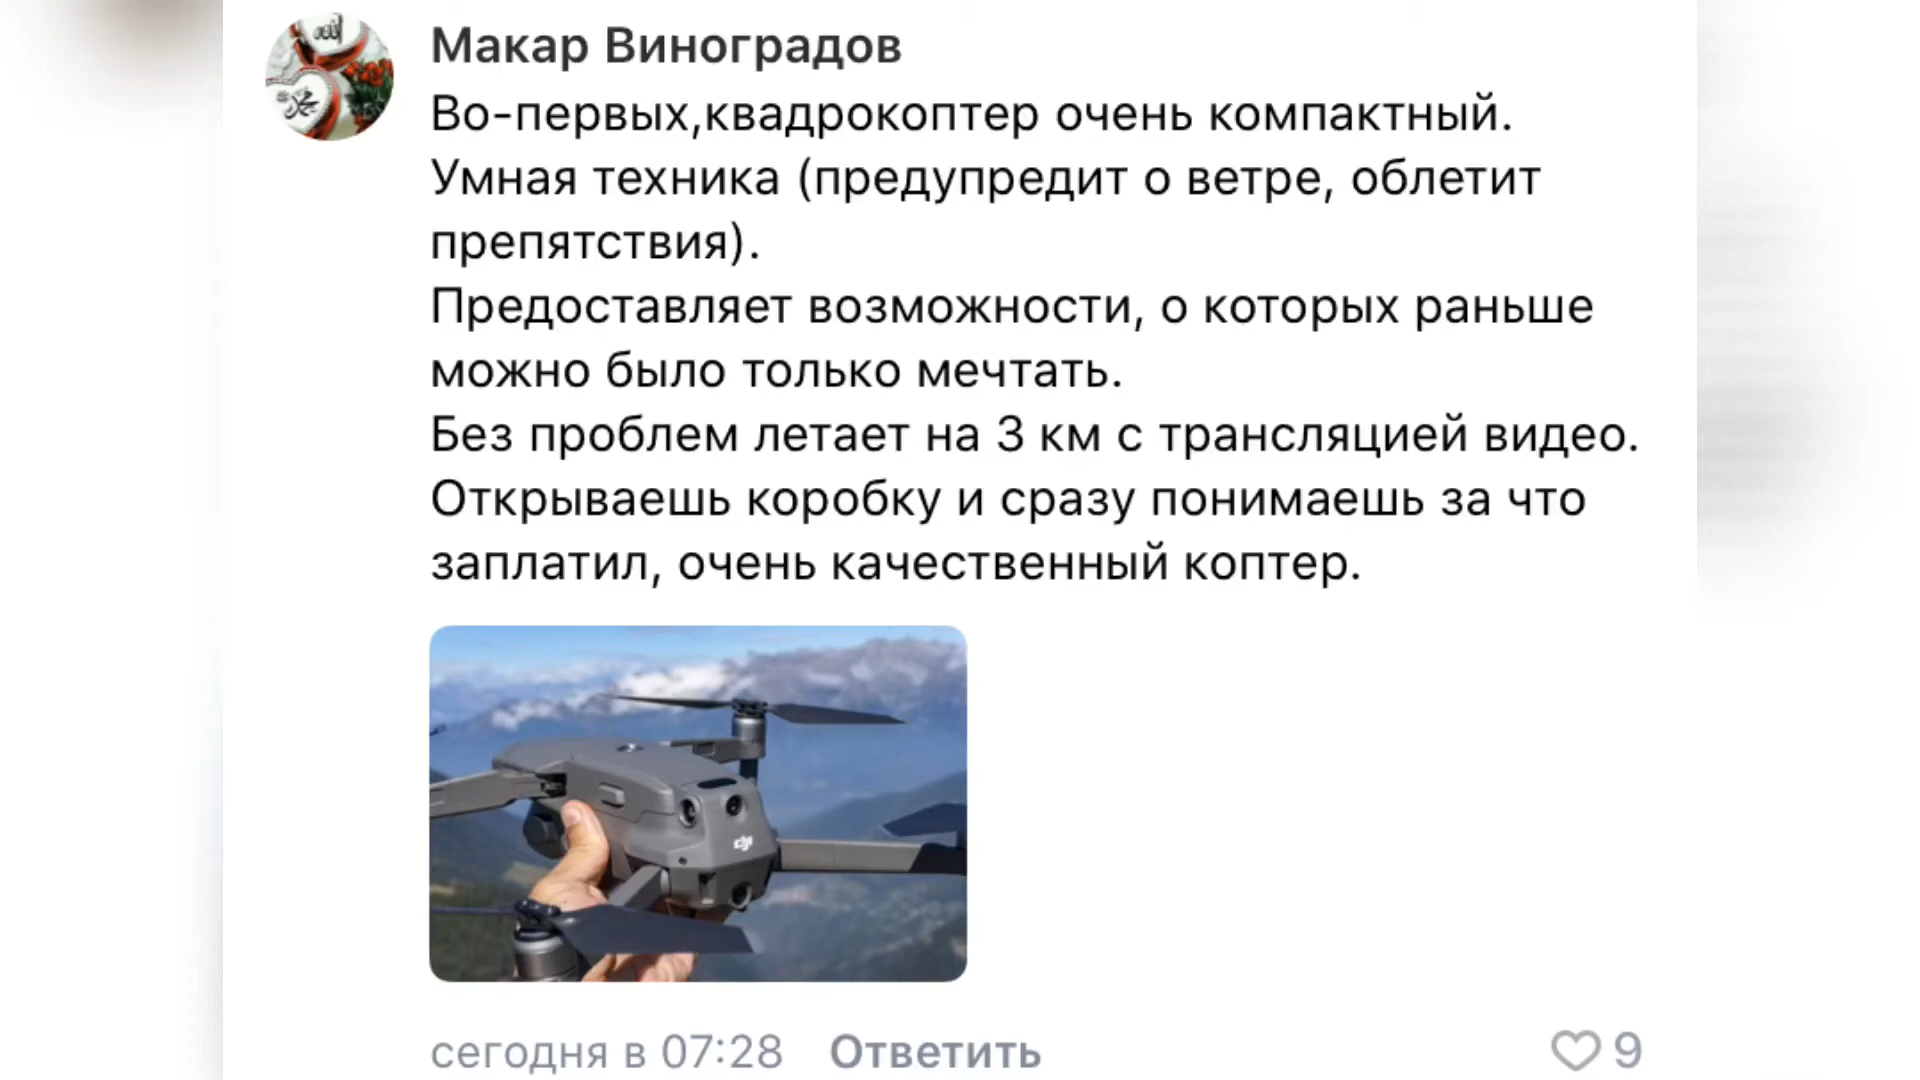 Макар Виноградов
Во-первых,квадрокоптер очень компактный.
Умная техника (предупредит о ветре, облетит
препятствия).
Предоставляет возможности, о которых раньше
можно было только мечтать.
Без проблем летает на 3 км с трансляцией видео.
Открываешь коробку и сразу понимаешь за что
заплатил, очень качественный коптер.
dji
сегодня в 07:28 Ответить 9